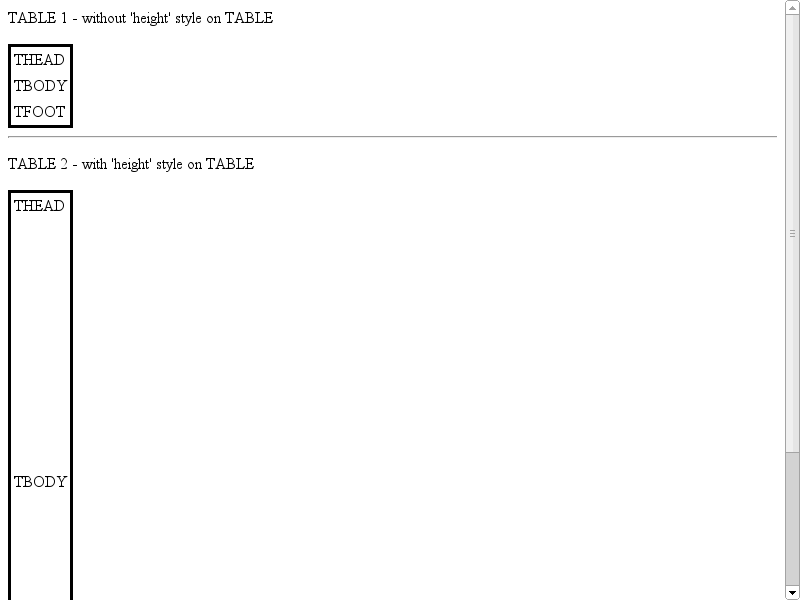 TABLE 1 - without 'height' style on TABLE
THEAD
TBODY
TFOOT
TABLE 2 - with 'height' style on TABLE
THEAD
TBODY